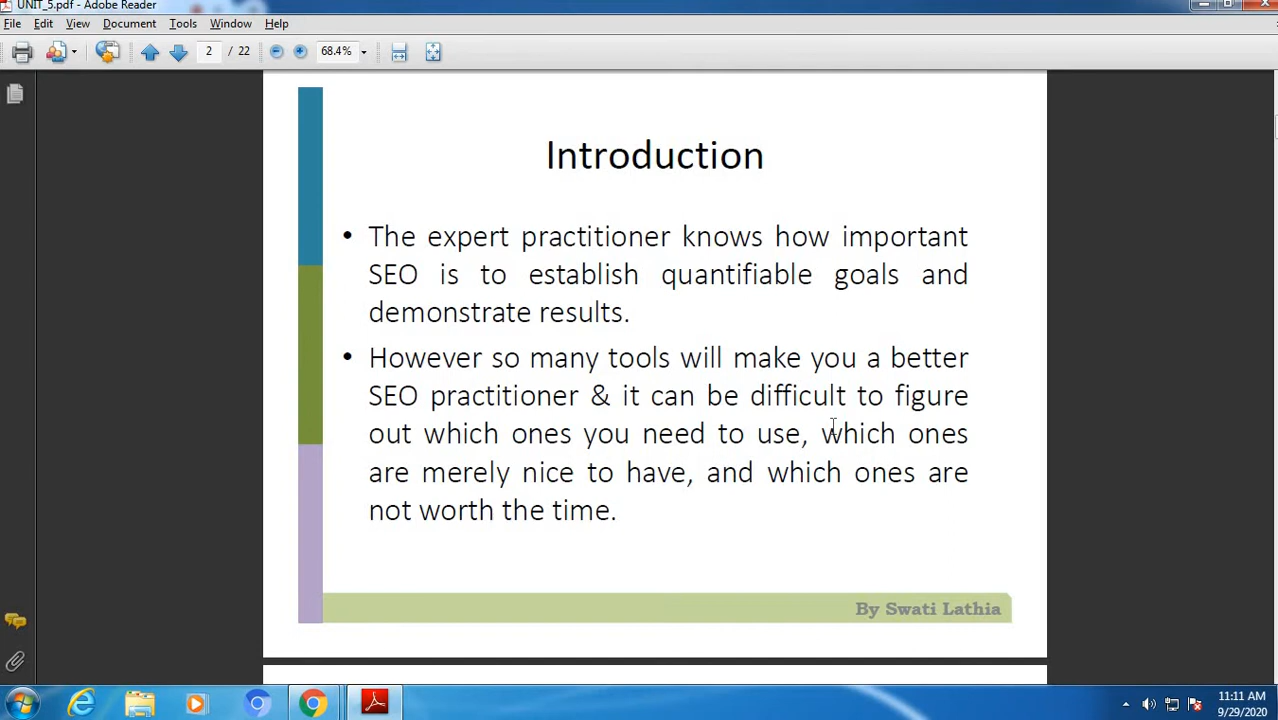 UNIT_5.pdf - Adobe Reader
File Edit View Document Tools Window Help
2 / 22 68.4%
Introduction
• The expert practitioner knows how important
SEO is to establish quantifiable goals and
demonstrate results.
• However so many tools will make you a better
SEO practitioner & it can be difficult to figure
out which ones you need to use, which ones
are merely nice to have, and which ones are
not worth the time.
By Swati Lathia
11:11 AM
9/29/2020